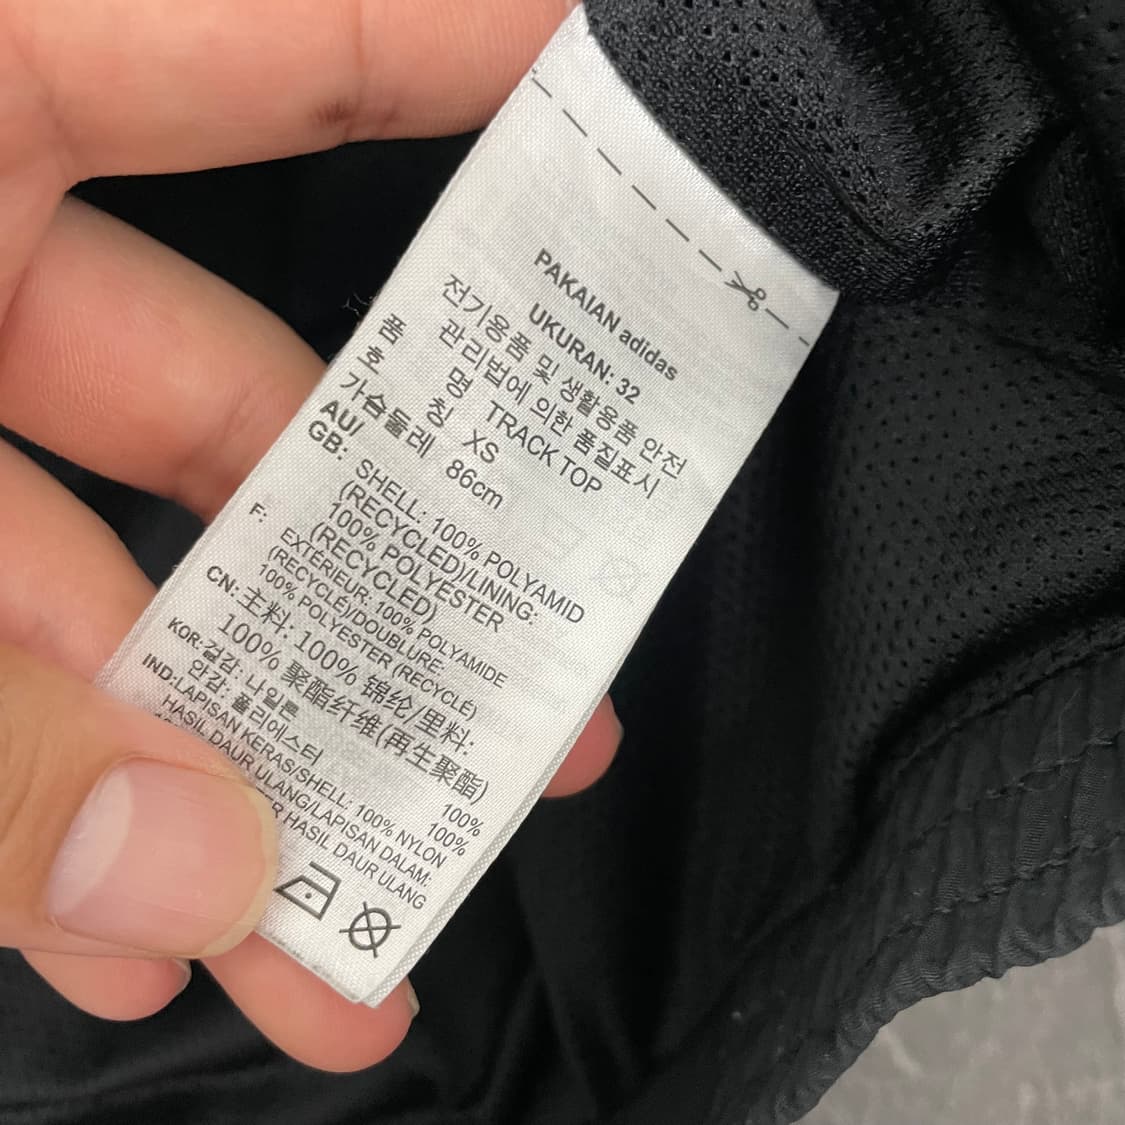 PAKAIAN adidas
UKURAN: 32
전기용품 및 생활용품 안전
관리법에 의한 품질표시
품 명 TRACK TOP
호 칭 XS
가슴둘레 86cm
AU/
GB: SHELL: 100% POLYAMID
(RECYCLED)/LINING:
100% POLYESTER
(RECYCLED)
F: EXTÉRIEUR: 100% POLYAMIDE
(RECYCLÉ)/DOUBLURE:
100% POLYESTER (RECYCLÉ)
CN: 主料: 100% 锦纶/里料:
100% 聚酯纤维(再生聚酯)
KOR: 겉감: 나일론 100%
안감: 폴리에스터 100%
IND: LAPISAN KERAS/SHELL: 100% NYLON
HASIL DAUR ULANG/LAPISAN DALAM:
HASIL DAUR ULANG